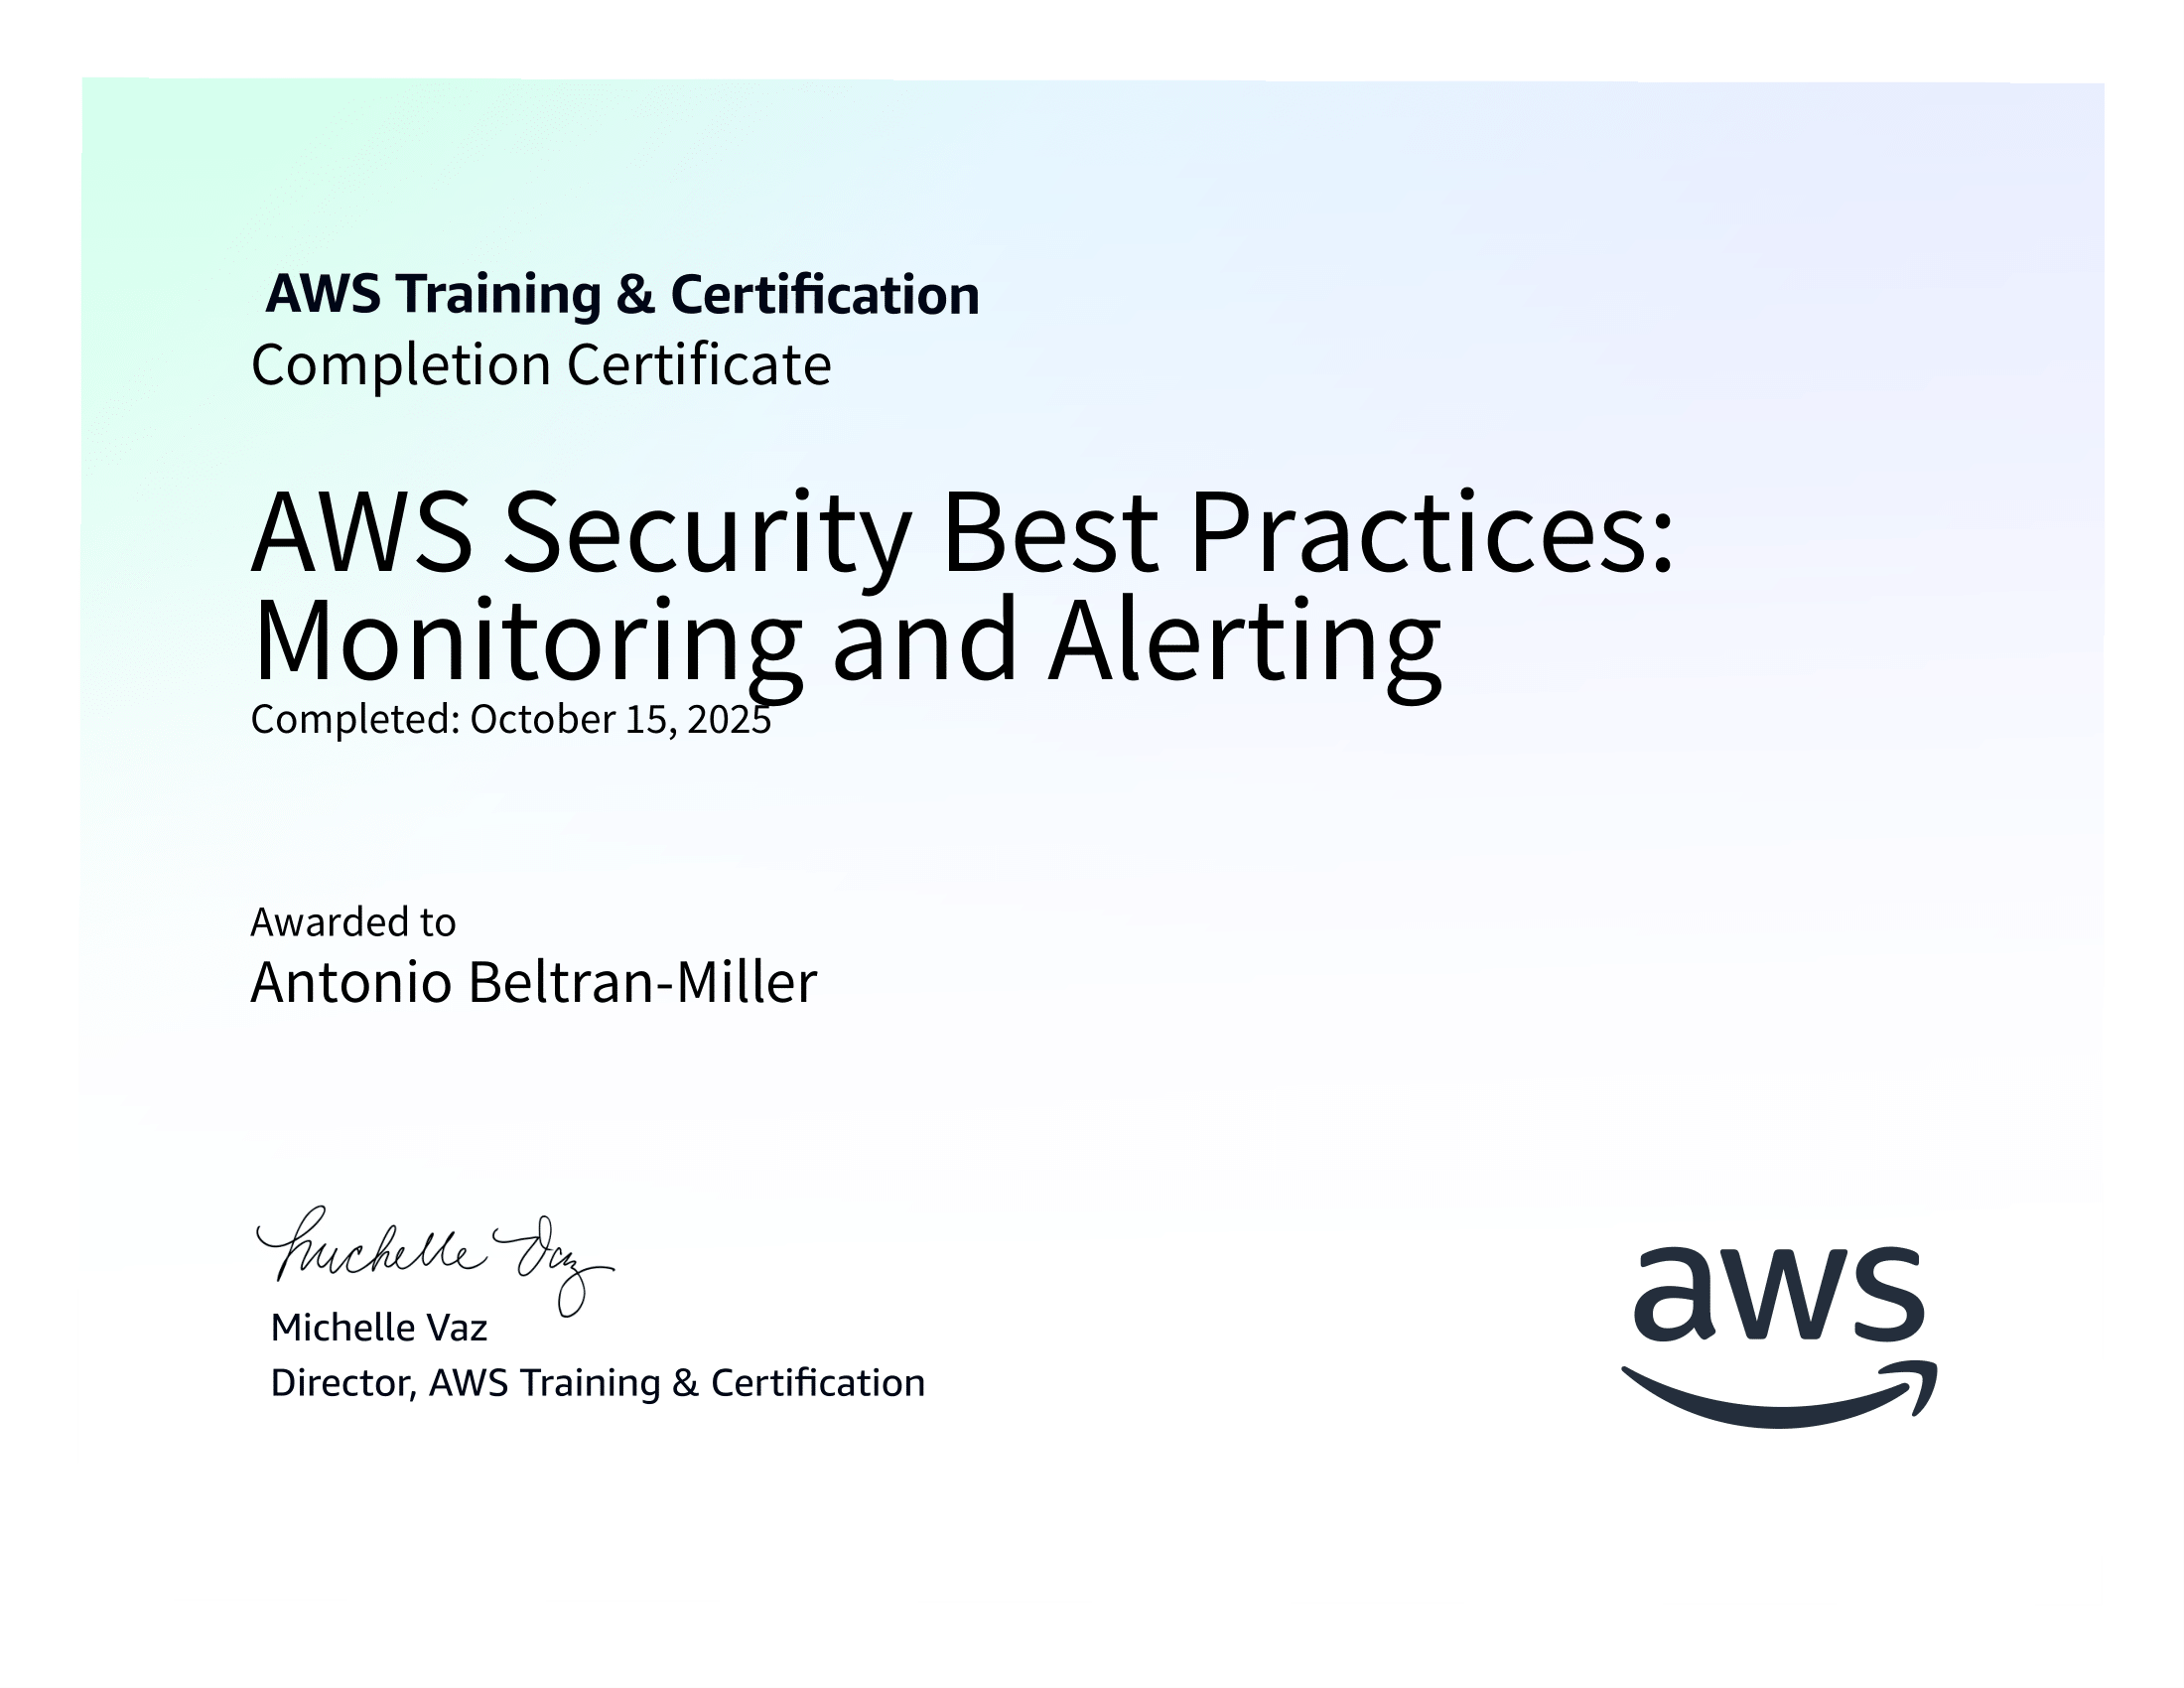 AWS Training & Certification
Completion Certificate
AWS Security Best Practices:
Monitoring and Alerting
Completed: October 15, 2025
Awarded to
Antonio Beltran-Miller
Michelle Vaz
Michelle Vaz
Director, AWS Training & Certification
aws